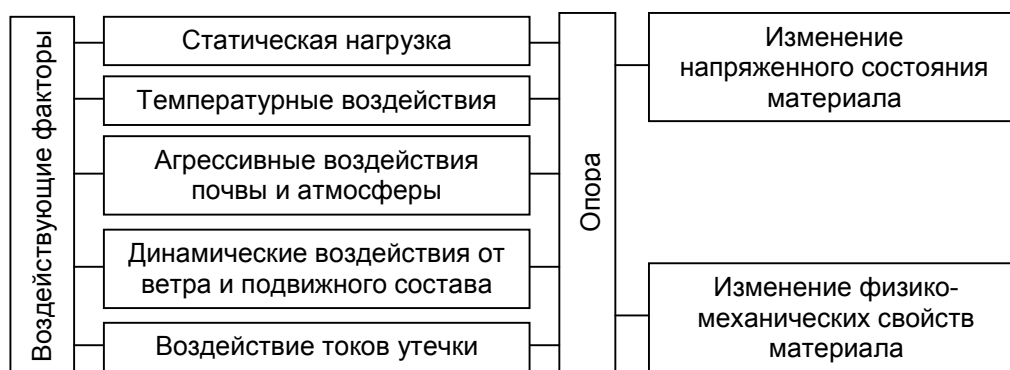 Воздействующие факторы
Статическая нагрузка
Температурные воздействия
Агрессивные воздействия
почвы и атмосферы
Динамические воздействия от
ветра и подвижного состава
Воздействие токов утечки
Опора
Изменение
напряженного состояния
материала
Изменение физико-
механических свойств
материала